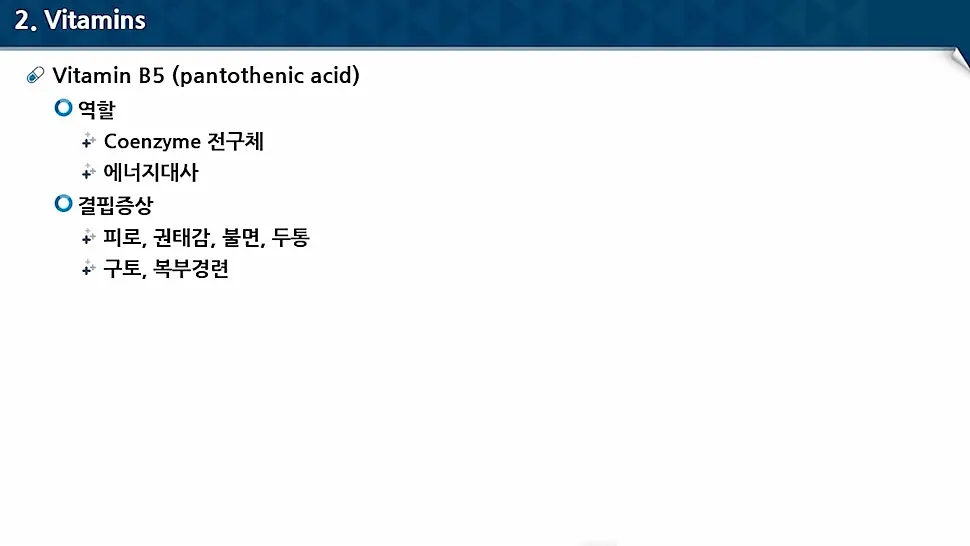 2. Vitamins
Vitamin B5 (pantothenic acid)
역할
Coenzyme 전구체
에너지대사
결핍증상
피로, 권태감, 불면, 두통
구토, 복부경련